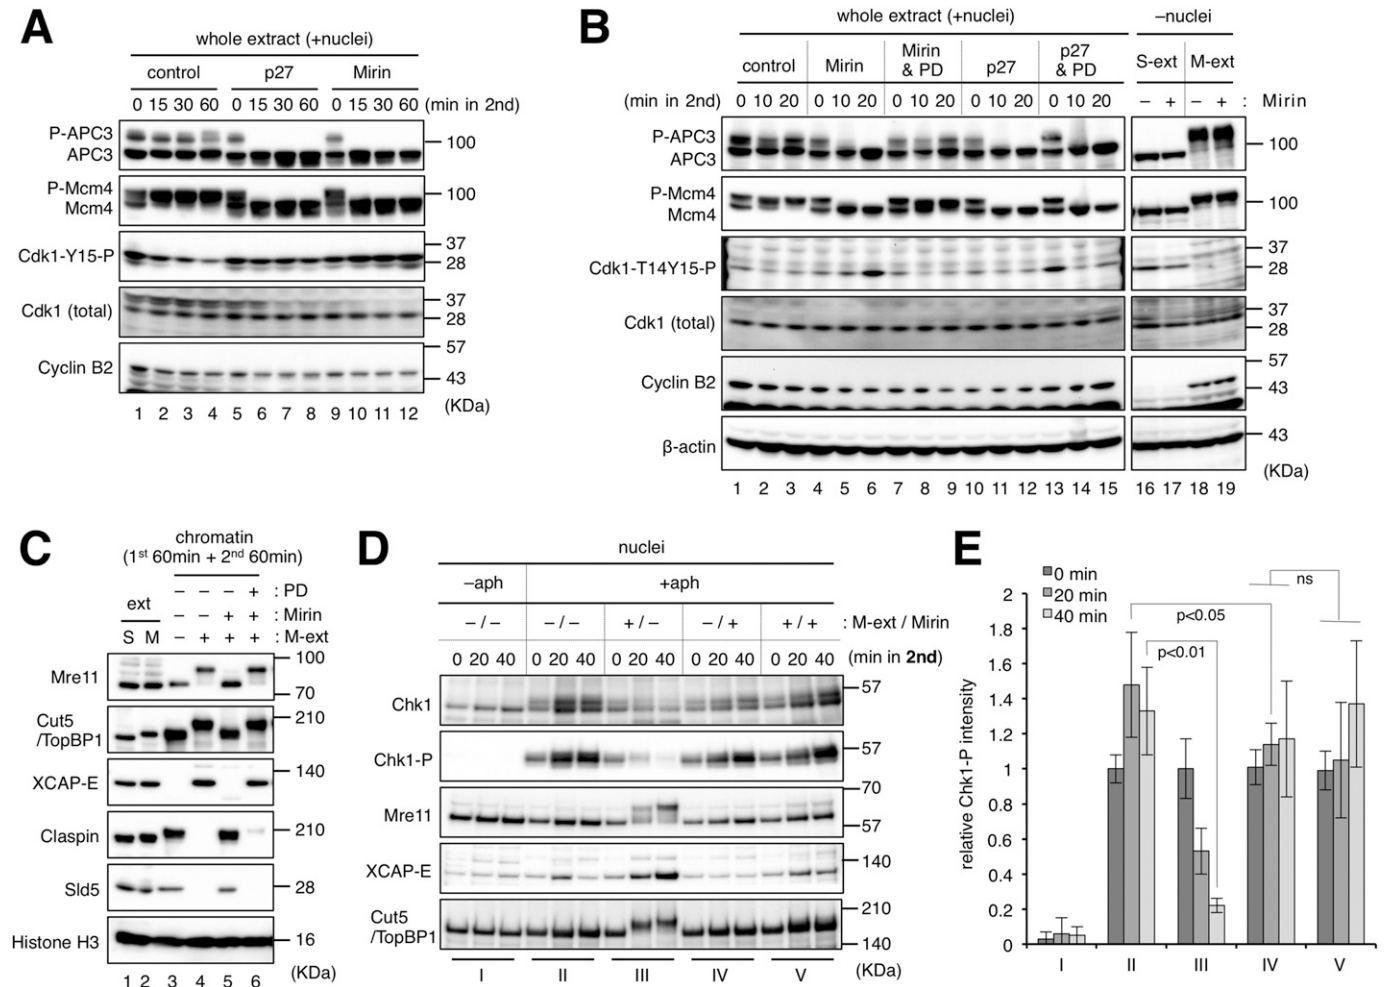 A
whole extract (+nuclei)
control p27 Mirin
0 15 30 60 0 15 30 60 0 15 30 60 (min in 2nd)
P-APC3
APC3
100
P-Mcm4
Mcm4
100
Cdk1-Y15-P
37
28
Cdk1 (total)
37
28
Cyclin B2
57
43
(KDa)
1 2 3 4 5 6 7 8 9 10 11 12
B
whole extract (+nuclei) –nuclei
control Mirin Mirin & PD p27 p27 & PD S-ext M-ext
(min in 2nd) 0 10 20 0 10 20 0 10 20 0 10 20 0 10 20 – + – + : Mirin
P-APC3
APC3
100
P-Mcm4
Mcm4
100
Cdk1-T14Y15-P
37
28
Cdk1 (total)
37
28
Cyclin B2
57
43
β-actin
43
(KDa)
1 2 3 4 5 6 7 8 9 10 11 12 13 14 15 16 17 18 19
C
chromatin
(1st 60min + 2nd 60min)
– – – + : PD
ext
– – + + : Mirin
S M – + + + : M-ext
Mre11
100
70
Cut5
/TopBP1
210
XCAP-E
140
Claspin
210
Sld5
28
Histone H3
16
(KDa)
1 2 3 4 5 6
D
nuclei
–aph +aph
– / – – / – + / – – / + + / + : M-ext / Mirin
0 20 40 0 20 40 0 20 40 0 20 40 0 20 40 (min in 2nd)
Chk1
57
Chk1-P
57
Mre11
70
57
XCAP-E
140
Cut5
/TopBP1
210
140
I II III IV V (KDa)
E
0 min
20 min
40 min
ns
p<0.05
p<0.01
relative Chk1-P intensity
2
1.8
1.6
1.4
1.2
1
0.8
0.6
0.4
0.2
0
I II III IV V